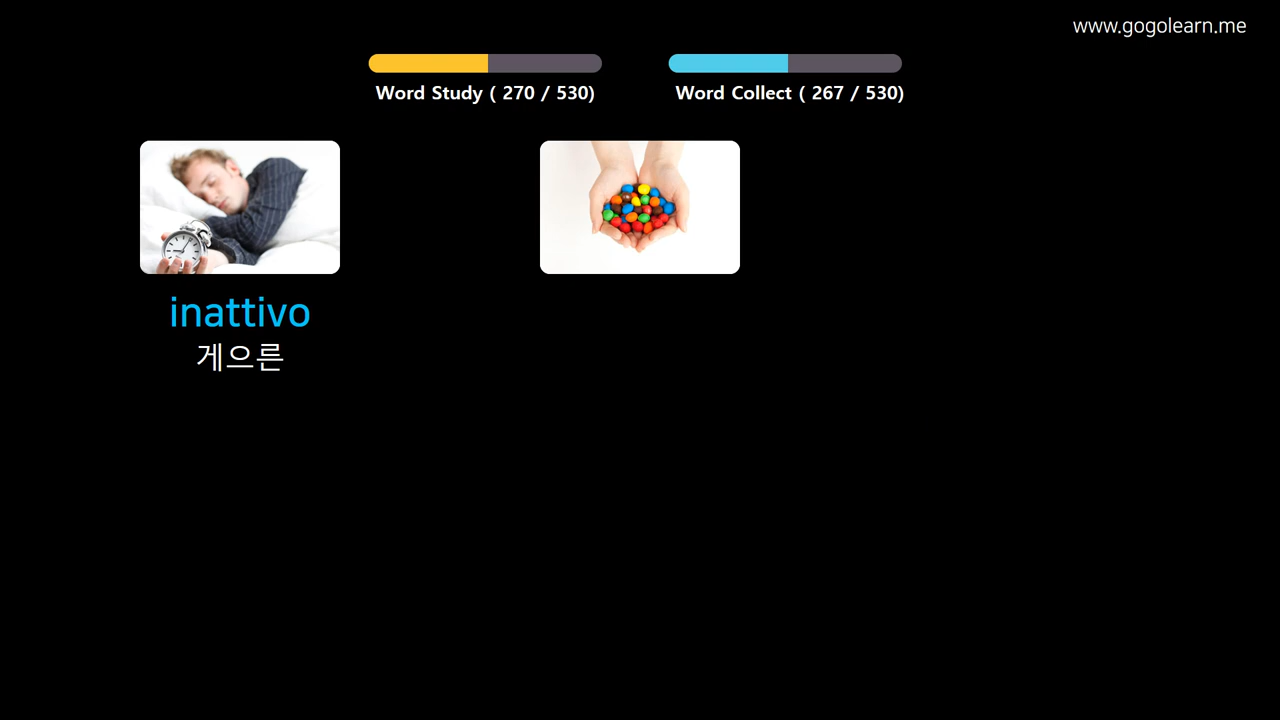 www.gogolearn.me
Word Study ( 270 / 530)
Word Collect ( 267 / 530)
inattivo
게으른